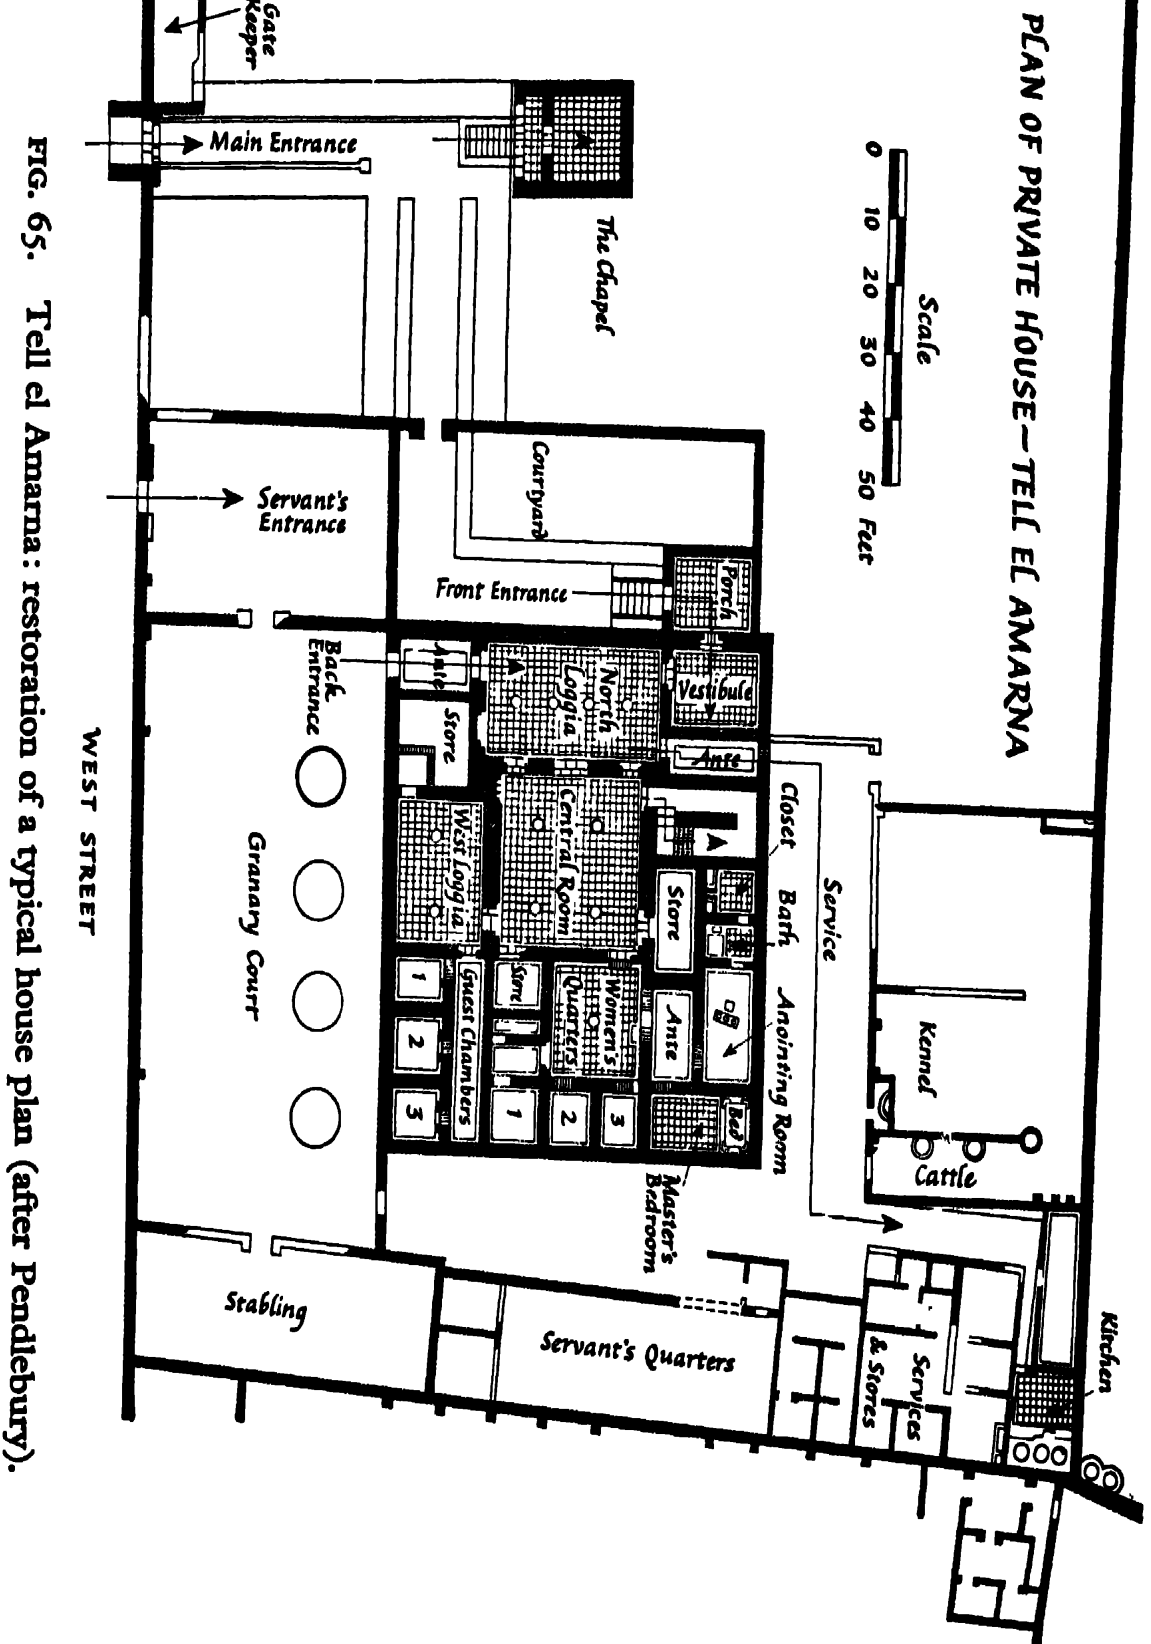 PLAN OF PRIVATE HOUSE—TELL EL AMARNA
Scale
0 10 20 30 40 50 Feet
Gate
Keeper
Main Entrance
The Chapel
Servant's
Entrance
Courtyard
Front Entrance
Porch
Back
Entrance
Ante
Store
North
Loggia
Vestibule
Ante
Closet
Bath
Anointing Room
Service
Central Room
West Loggia
Store
Granary Court
1
2
3
Guest Chambers
Store
Women's
Quarters
Ante
1
2
3
Bed
Master's
Bedroom
Kennel
Cattle
Kitchen
Stabling
Servant's Quarters
Services
& Stores
WEST STREET
FIG. 65. Tell el Amarna: restoration of a typical house plan (after Pendlebury).